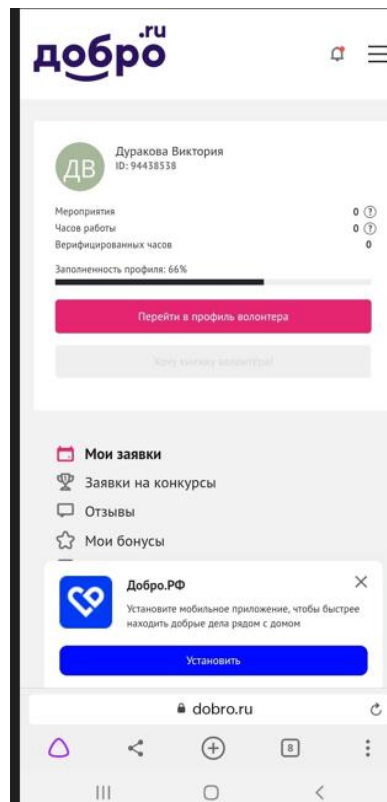 добро.ru
ДВ
Дуракова Виктория
ID: 94438538
Мероприятия 0 ?
Часов работы 0 ?
Верифицированных часов 0
Заполненность профиля: 66%
Перейти в профиль волонтера
Хочу книжку волонтера!
Мои заявки
Заявки на конкурсы
Отзывы
Мои бонусы
Добро.РФ
Установите мобильное приложение, чтобы быстрее
находить добрые дела рядом с домом
Установить
dobro.ru
8